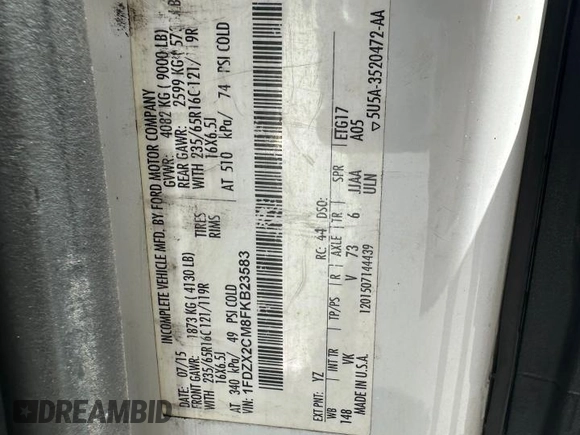 INCOMPLETE VEHICLE MFD. BY FORD MOTOR COMPANY
DATE: 07/15 GVWR: 4082 KG ( 9000 LB)
FRONT GAWR: 1873 KG ( 4130 LB) REAR GAWR: 2599 KG ( 573
WITH 235/65R16C 121/119R TIRES WITH 235/65R16C 121/119R
16X6.5J RIMS 16X6.5J
AT 340 kPa/ 49 PSI COLD AT 510 kPa/ 74 PSI COLD
1FDZX2CM8FKB23583
EXT PNT: YZ RC: 44 DSO:
WB INT TR TP/PS R AXLE TR SPR ETG17
148 VK V 73 6 JJAA A05
ULN
MADE IN U.S.A. 1201507144439
5U5A-3520472-AA
DREAMBID